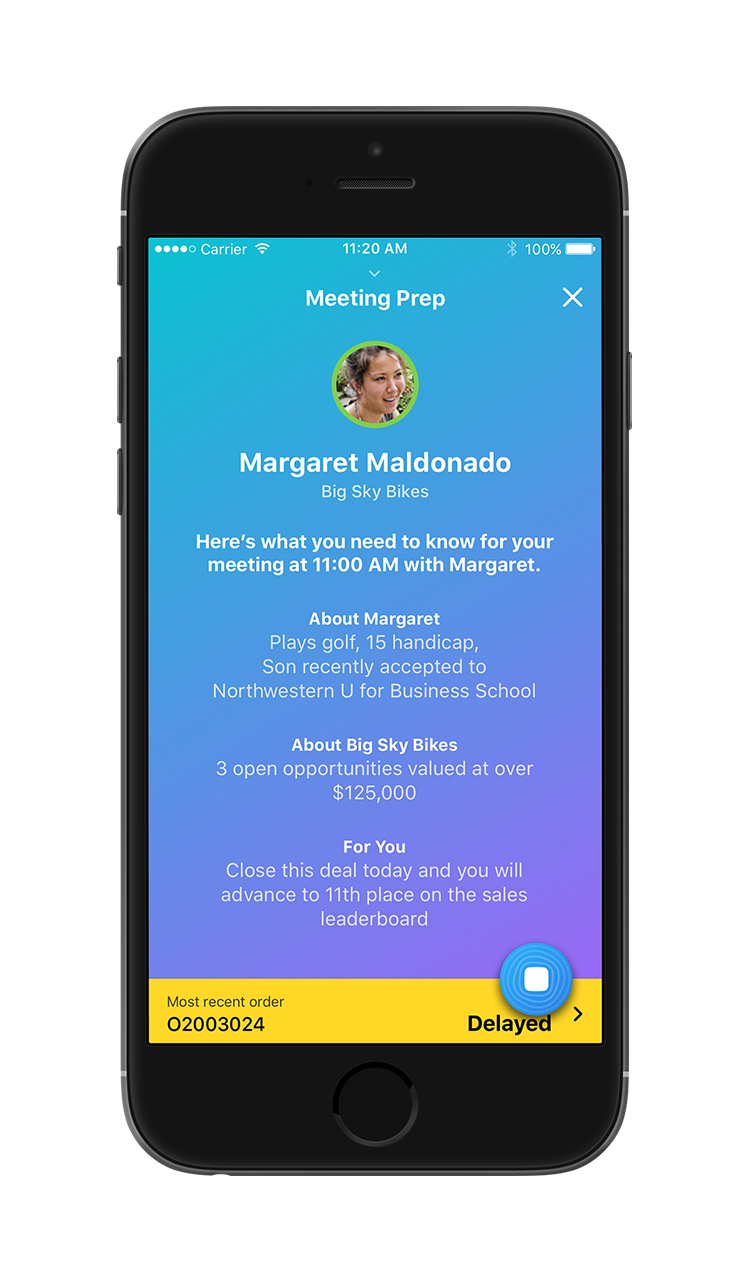 Carrier 11:20 AM 100%
Meeting Prep
Margaret Maldonado
Big Sky Bikes
Here’s what you need to know for your
meeting at 11:00 AM with Margaret.
About Margaret
Plays golf, 15 handicap,
Son recently accepted to
Northwestern U for Business School
About Big Sky Bikes
3 open opportunities valued at over
$125,000
For You
Close this deal today and you will
advance to 11th place on the sales
leaderboard
Most recent order
O2003024 Delayed